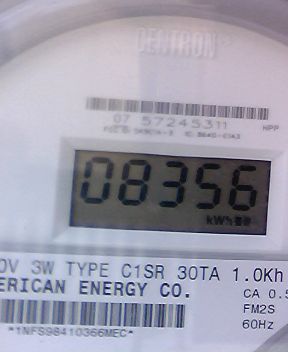 CENTRON
07 57245311
HPP
08356
kWh
0V 3W TYPE C1SR 30TA 1.0Kh
ERICAN ENERGY CO.
CA 0.5
FM2S
60Hz
*1NFS98410366MEC*